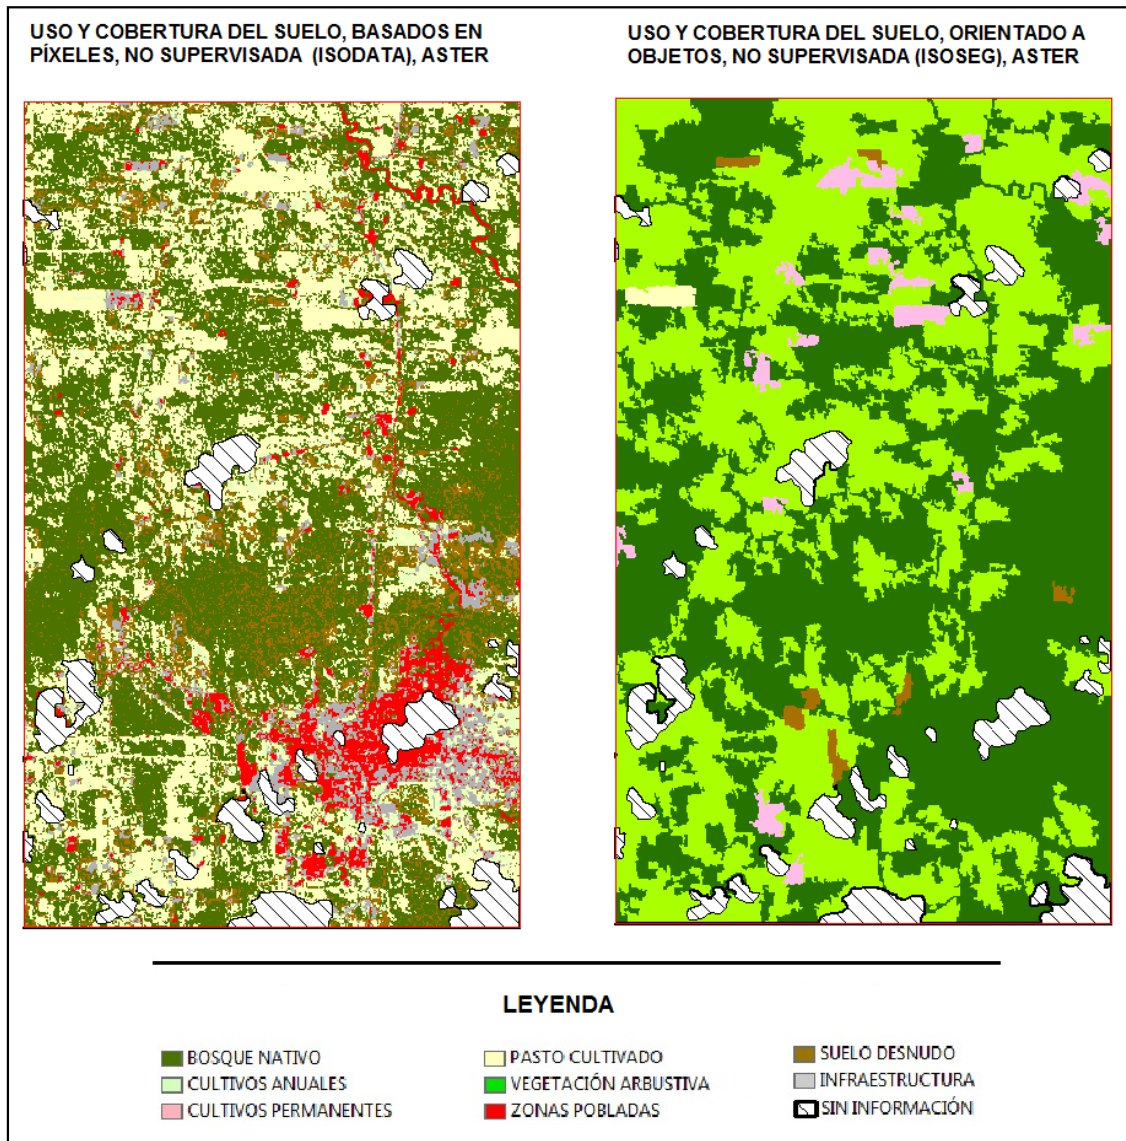 USO Y COBERTURA DEL SUELO, BASADOS EN
PÍXELES, NO SUPERVISADA (ISODATA), ASTER
USO Y COBERTURA DEL SUELO, ORIENTADO A
OBJETOS, NO SUPERVISADA (ISOSEG), ASTER
LEYENDA
BOSQUE NATIVO
CULTIVOS ANUALES
CULTIVOS PERMANENTES
PASTO CULTIVADO
VEGETACIÓN ARBUSTIVA
ZONAS POBLADAS
SUELO DESNUDO
INFRAESTRUCTURA
SIN INFORMACIÓN